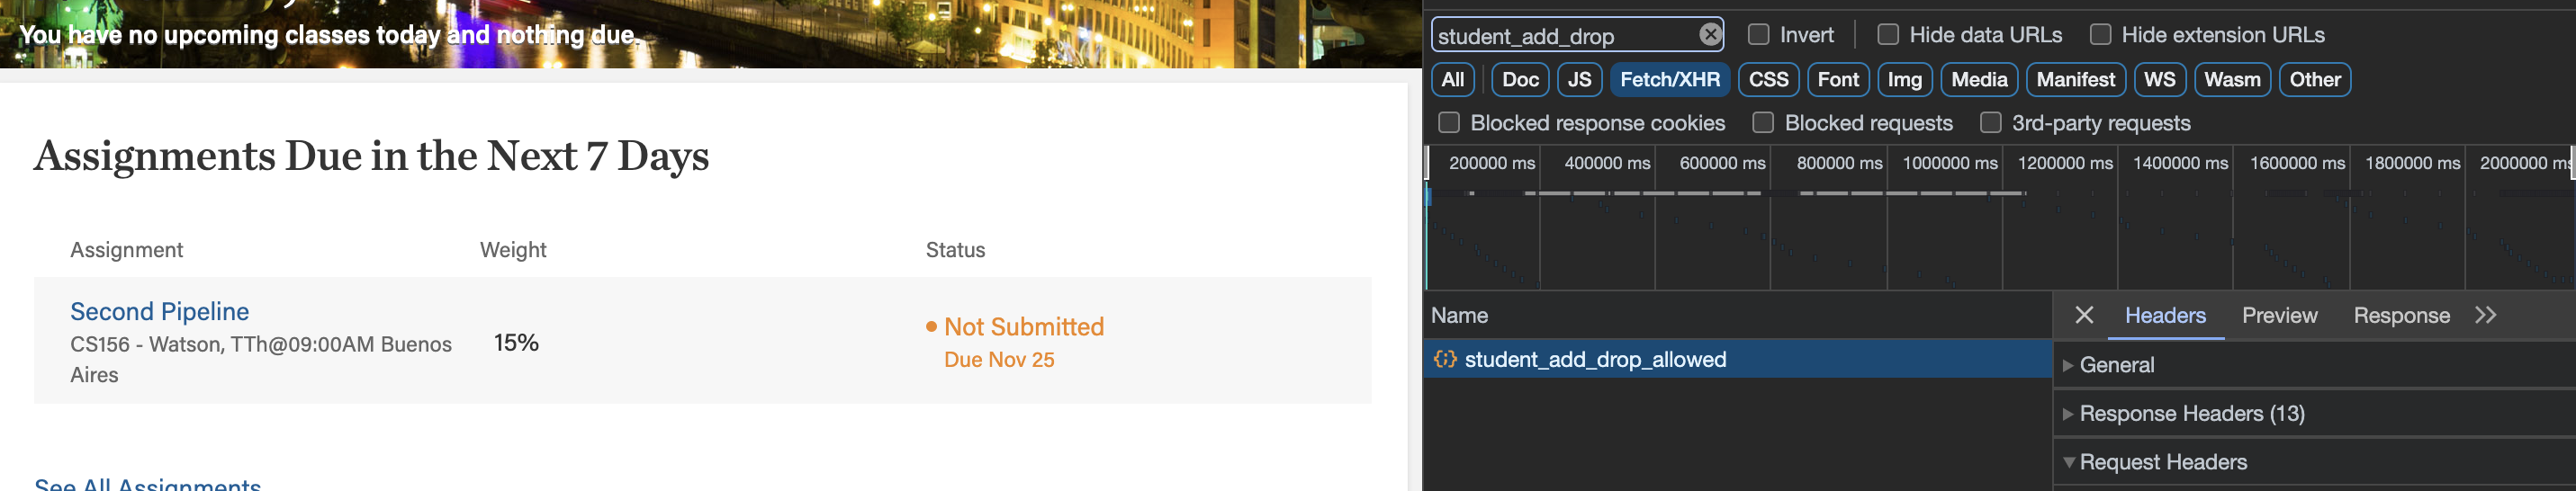 You have no upcoming classes today and nothing due.
Assignments Due in the Next 7 Days
Assignment Weight Status
Second Pipeline
CS156 - Watson, TTh@09:00AM Buenos
Aires
15%
Not Submitted
Due Nov 25
See All Assignments
student_add_drop
Invert Hide data URLs Hide extension URLs
All Doc JS Fetch/XHR CSS Font Img Media Manifest WS Wasm Other
Blocked response cookies Blocked requests 3rd-party requests
200000 ms 400000 ms 600000 ms 800000 ms 1000000 ms 1200000 ms 1400000 ms 1600000 ms 1800000 ms 2000000 ms
Name
student_add_drop_allowed
Headers Preview Response
General
Response Headers (13)
Request Headers